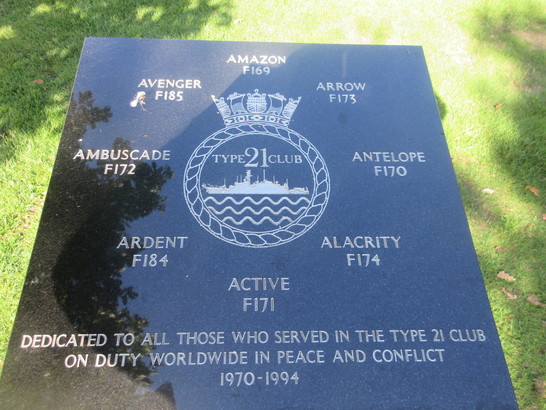 AMAZON
F169
AVENGER
F185
ARROW
F173
AMBUSCADE
F172
TYPE 21 CLUB
ANTELOPE
F170
ARDENT
F184
ALACRITY
F174
ACTIVE
F171
DEDICATED TO ALL THOSE WHO SERVED IN THE TYPE 21 CLUB
ON DUTY WORLDWIDE IN PEACE AND CONFLICT
1970-1994